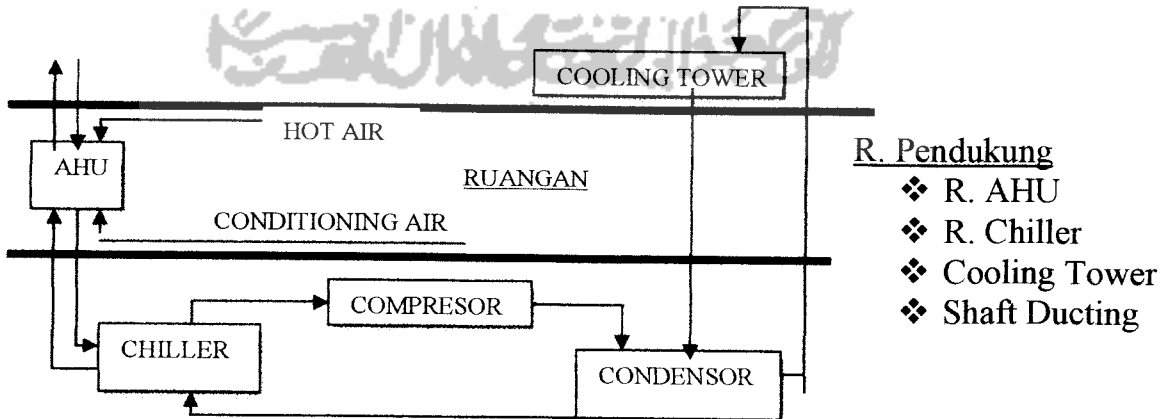 COOLING TOWER
HOT AIR
AHU
RUANGAN
CONDITIONING AIR
COMPRESOR
CHILLER
CONDENSOR
R. Pendukung
❖ R. AHU
❖ R. Chiller
❖ Cooling Tower
❖ Shaft Ducting